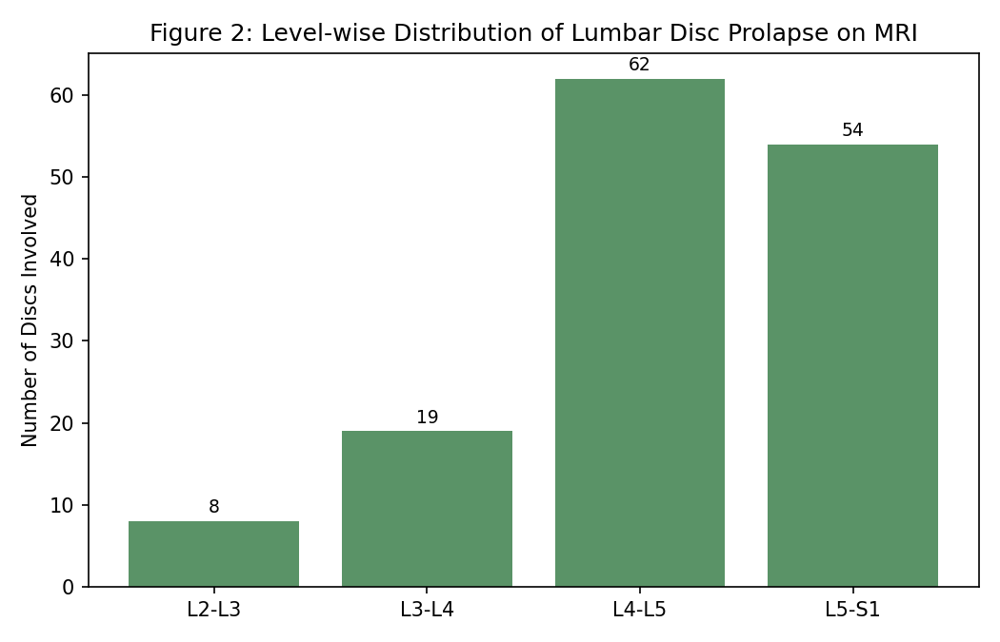 Figure 2: Level-wise Distribution of Lumbar Disc Prolapse on MRI
Number of Discs Involved
60
50
40
30
20
10
0
8
19
62
54
L2-L3
L3-L4
L4-L5
L5-S1